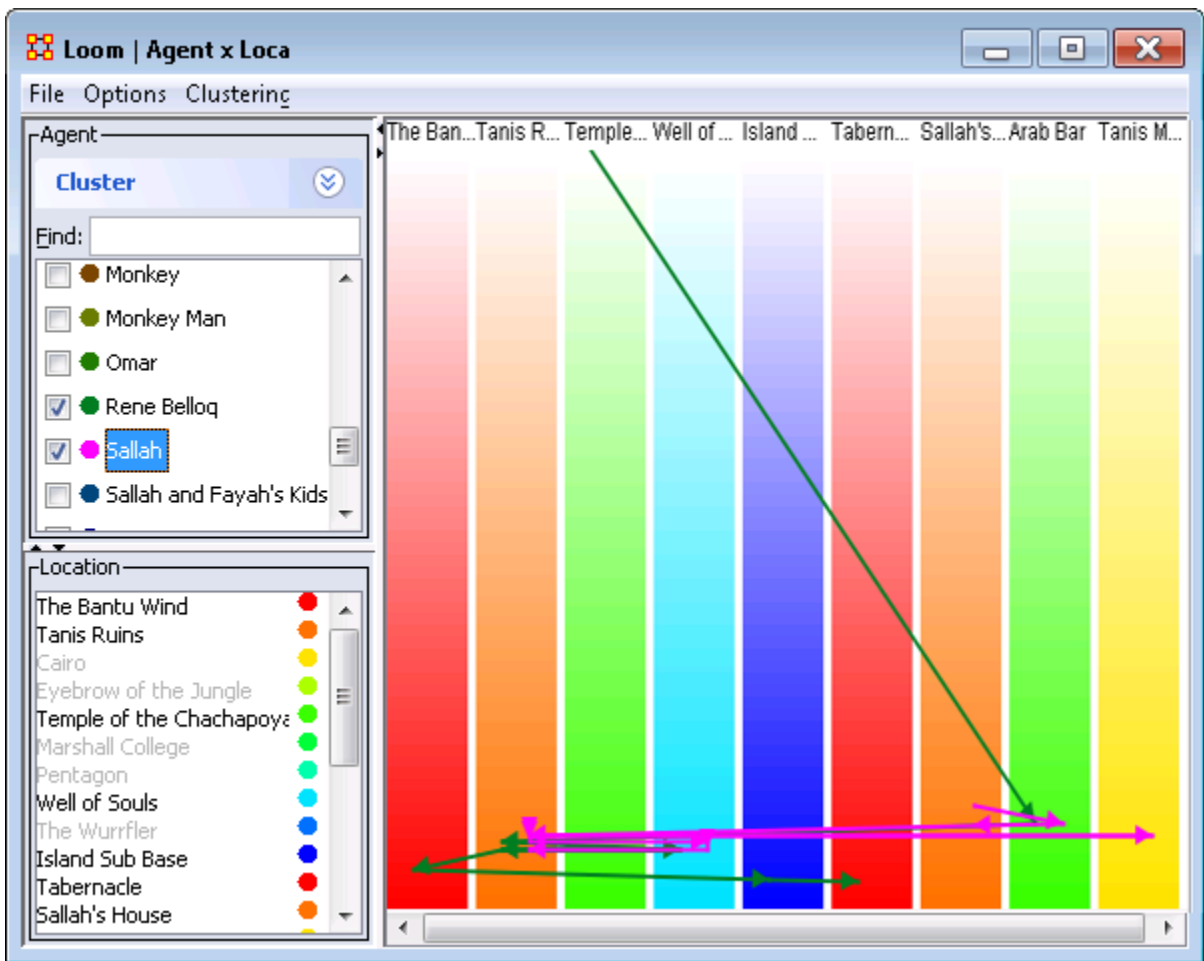 Loom | Agent x Loca
File Options Clustering
Agent
Cluster
Find:
Monkey
Monkey Man
Omar
Rene Belloq
Sallah
Sallah and Fayah's Kids
Location
The Bantu Wind
Tanis Ruins
Cairo
Eyebrow of the Jungle
Temple of the Chachapoya
Marshall College
Pentagon
Well of Souls
The Wurrfler
Island Sub Base
Tabernacle
Sallah's House
The Ban... Tanis R... Temple... Well of ... Island ... Tabern... Sallah's... Arab Bar Tanis M...